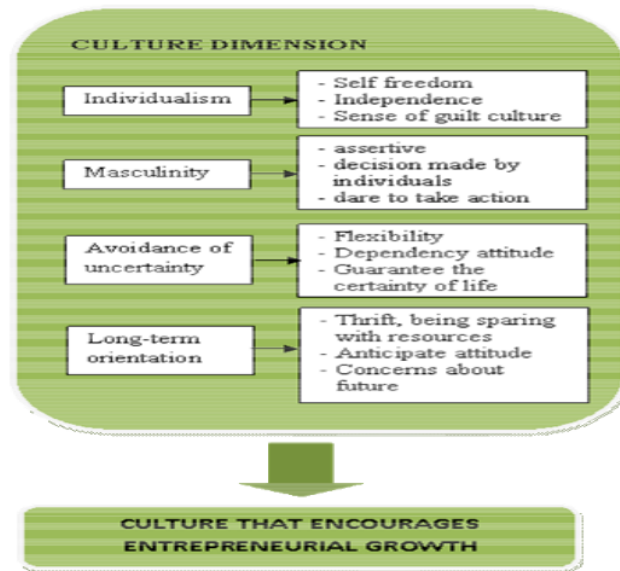 CULTURE DIMENSION
Individualism
- Self freedom
- Independence
- Sense of guilt culture
Masculinity
- assertive
- decision made by
individuals
- dare to take action
Avoidance of
uncertainty
- Flexibility
- Dependency attitude
- Guarantee the
certainty of life
Long-term
orientation
- Thrift, being sparing
with resources
- Anticipate attitude
- Concerns about
future
CULTURE THAT ENCOURAGES
ENTREPRENEURIAL GROWTH